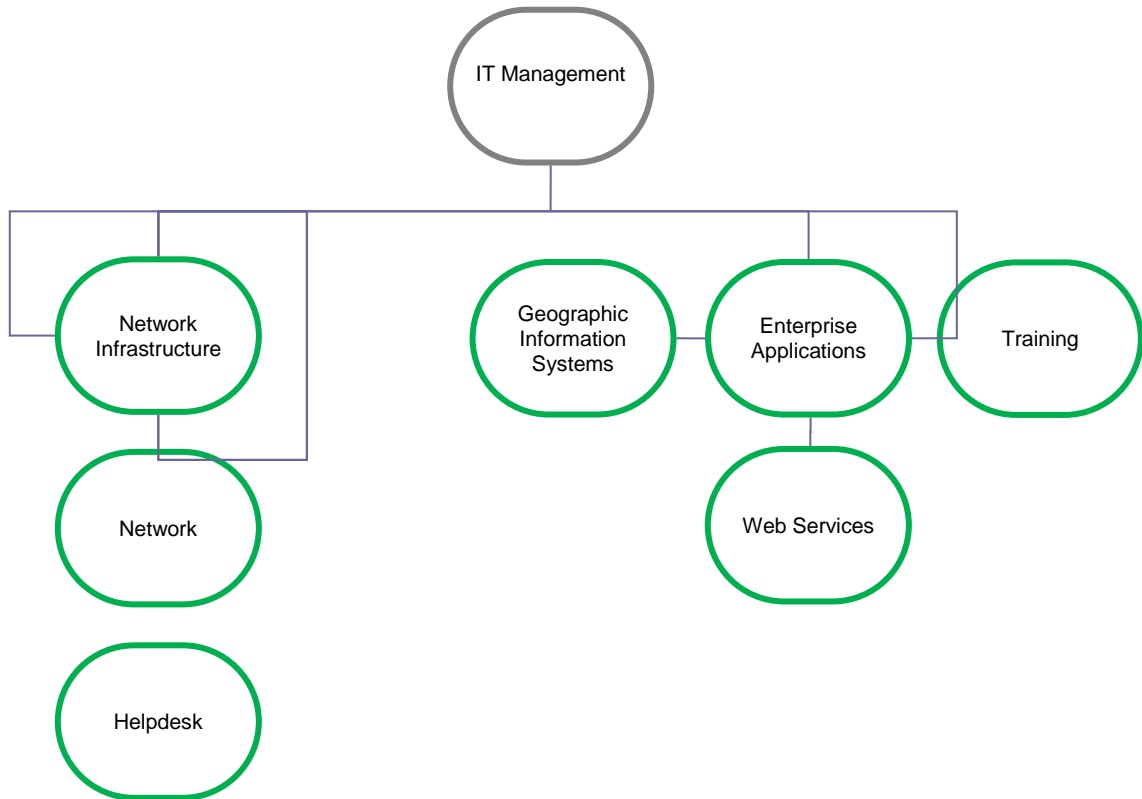 IT Management
Network
Infrastructure
Geographic
Information
Systems
Enterprise
Applications
Training
Network
Web Services
Helpdesk